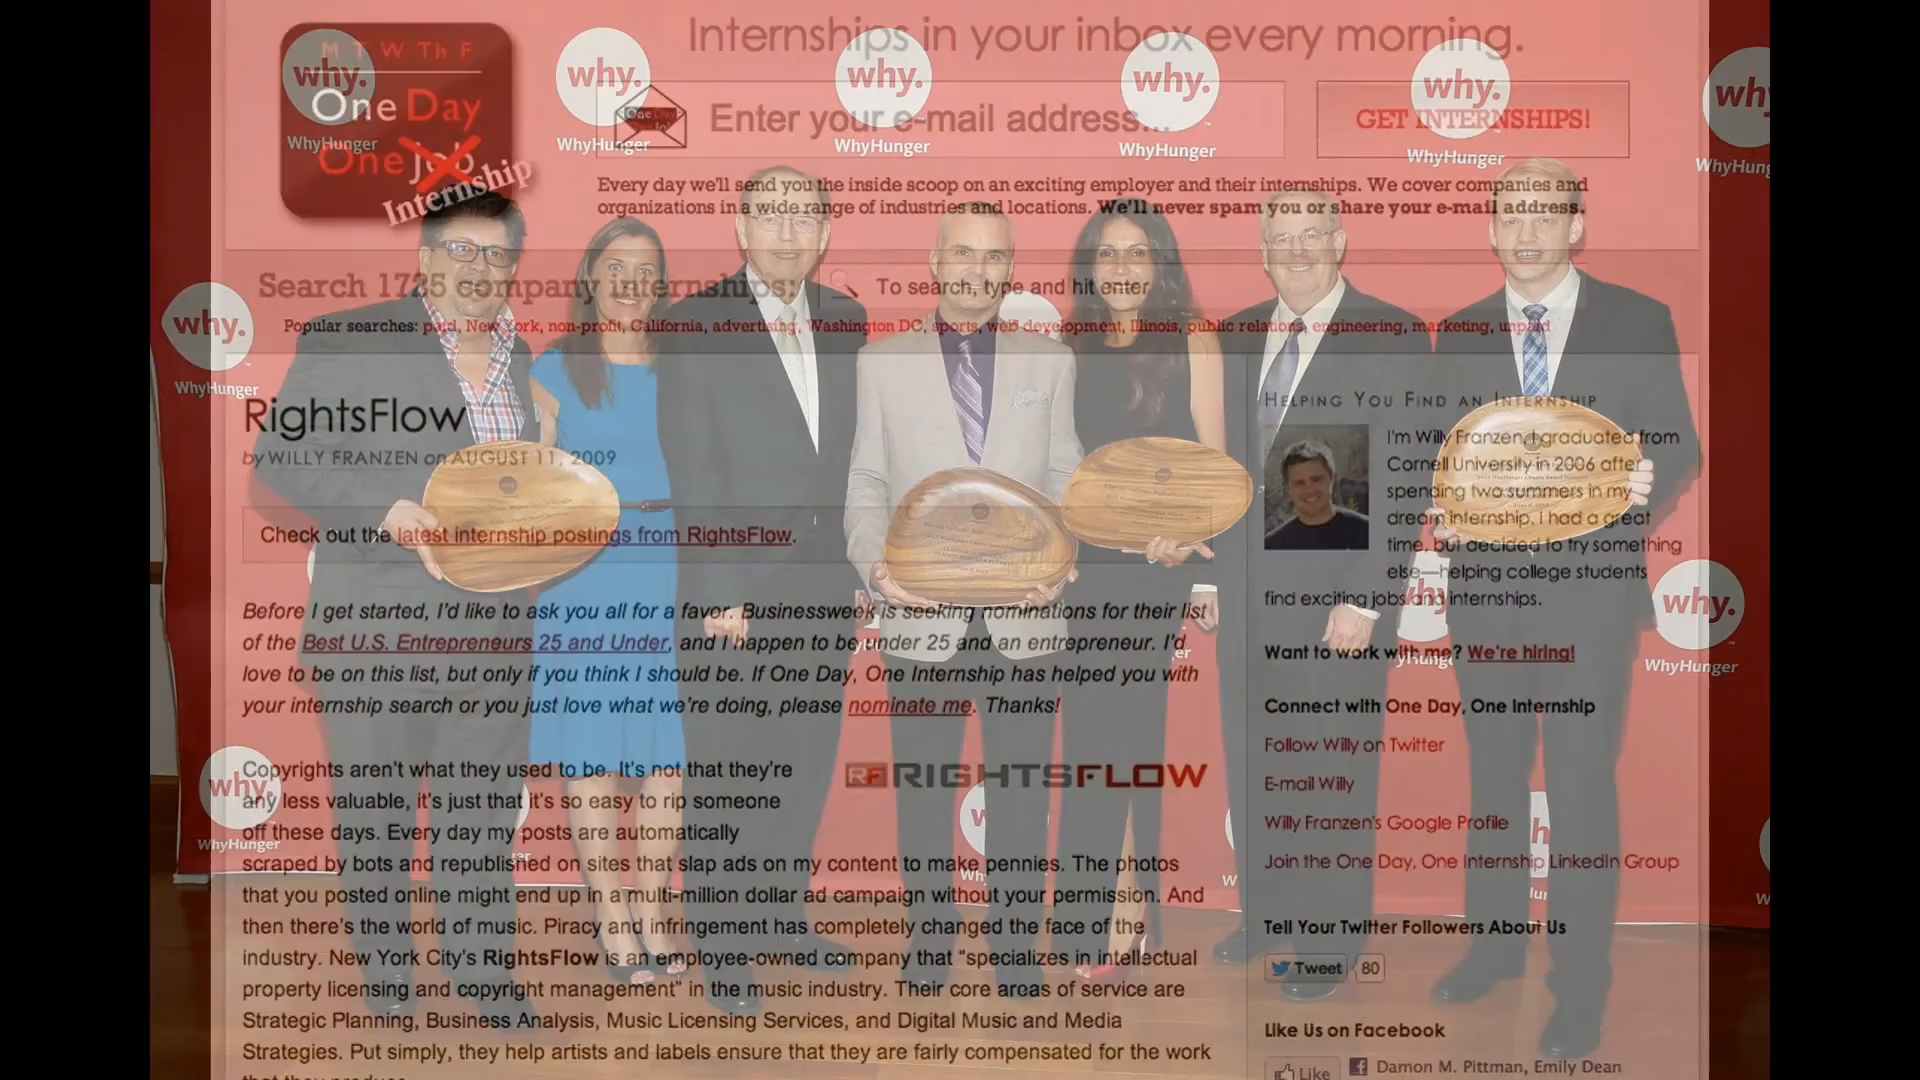 M T W Th F
One Day
One Job
Internship
Internships in your inbox every morning.
One Day
Enter your e-mail address...
GET INTERNSHIPS!
why.
WhyHunger
why.
WhyHunger
why.
WhyHunger
why.
WhyHunger
why.
WhyHunger
wh
WhyHung
Every day we'll send you the inside scoop on an exciting employer and their internships. We cover companies and
organizations in a wide range of industries and locations. We'll never spam you or share your e-mail address.
Search 1725 company internships:
To search, type and hit enter
Popular searches: paid, New York, non-profit, California, advertising, Washington DC, sports, web development, Illinois, public relations, engineering, marketing, unpaid
why.
WhyHunger
RightsFlow
by WILLY FRANZEN on AUGUST 11, 2009
Check out the latest internship postings from RightsFlow.
Before I get started, I'd like to ask you all for a favor. Businessweek is seeking nominations for their list
of the Best U.S. Entrepreneurs 25 and Under, and I happen to be under 25 and an entrepreneur. I'd
love to be on this list, but only if you think I should be. If One Day, One Internship has helped you with
your internship search or you just love what we're doing, please nominate me. Thanks!
RF RIGHTSFLOW
Copyrights aren't what they used to be. It's not that they're
any less valuable, it's just that it's so easy to rip someone
off these days. Every day my posts are automatically
scraped by bots and republished on sites that slap ads on my content to make pennies. The photos
that you posted online might end up in a multi-million dollar ad campaign without your permission. And
then there's the world of music. Piracy and infringement has completely changed the face of the
industry. New York City's RightsFlow is an employee-owned company that "specializes in intellectual
property licensing and copyright management" in the music industry. Their core areas of service are
Strategic Planning, Business Analysis, Music Licensing Services, and Digital Music and Media
Strategies. Put simply, they help artists and labels ensure that they are fairly compensated for the work
that they produce.
why.
WhyHunger
HELPING YOU FIND AN INTERNSHIP
I'm Willy Franzen. I graduated from
Cornell University in 2006 after
spending two summers in my
dream internship. I had a great
time, but decided to try something
else—helping college students
find exciting jobs and internships.
Want to work with me? We're hiring!
Connect with One Day, One Internship
Follow Willy on Twitter
E-mail Willy
Willy Franzen's Google Profile
Join the One Day, One Internship LinkedIn Group
Tell Your Twitter Followers About Us
Tweet 80
Like Us on Facebook
Like Damon M. Pittman, Emily Dean
why.
WhyHunger